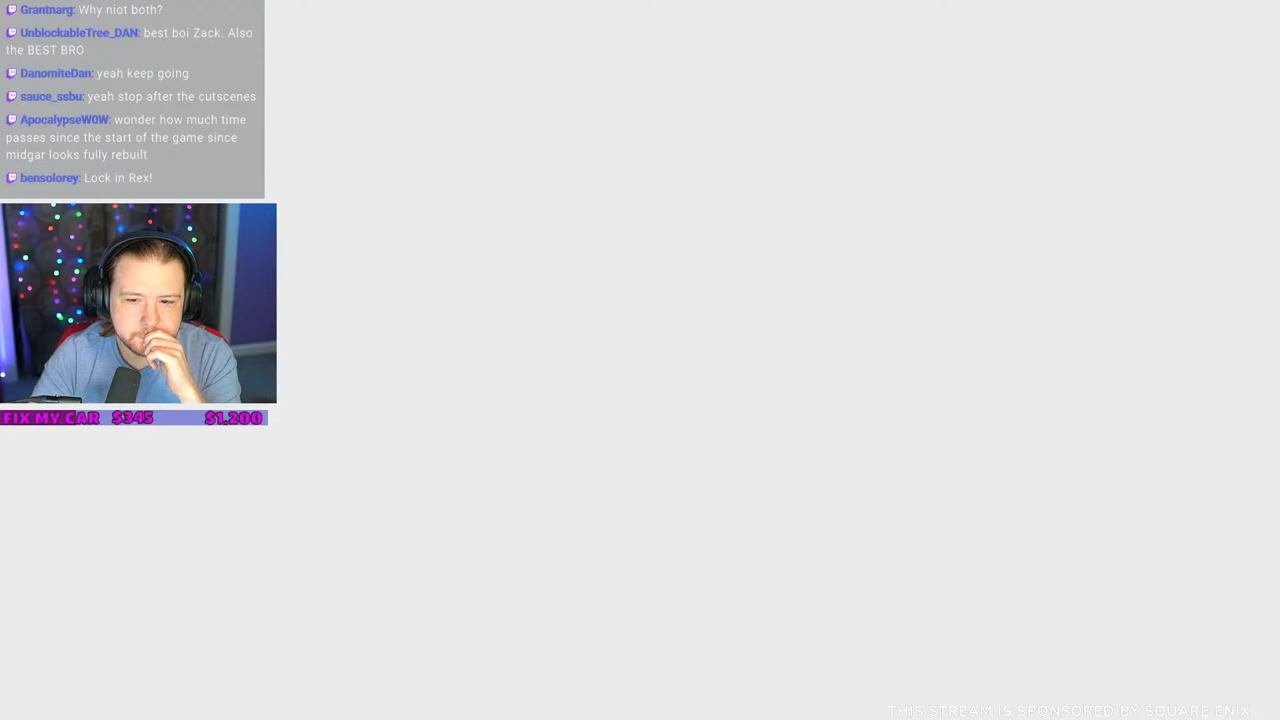 Grantnarg: Why niot both?
UnblockableTree_DAN: best boi Zack. Also
the BEST BRO
DanomiteDan: yeah keep going
sauce_ssbu: yeah stop after the cutscenes
ApocalypseW0W: wonder how much time
passes since the start of the game since
midgar looks fully rebuilt
bensolorey: Lock in Rex!
FIX MY CAR $345 $1,200
THIS STREAM IS SPONSORED BY SQUARE ENIX